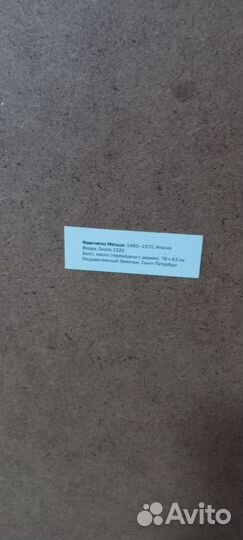 Франческо Мельци, 1493–1570. Италия
Флора. Около 1520
Холст, масло (переведена с дерева). 76 x 63 см
Государственный Эрмитаж, Санкт-Петербург
Avito